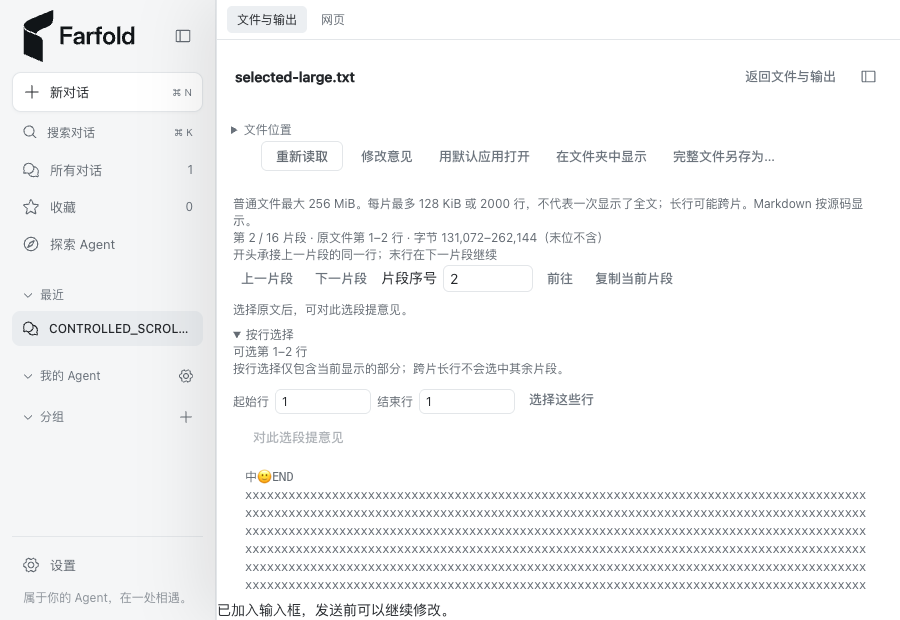 Farfold
新对话 ⌘ N
搜索对话 ⌘ K
所有对话 1
收藏 0
探索 Agent
最近
CONTROLLED_SCROL...
我的 Agent
分组
设置
属于你的 Agent，在一处相遇。
文件与输出 网页
selected-large.txt 返回文件与输出
文件位置
重新读取 修改意见 用默认应用打开 在文件夹中显示 完整文件另存为...
普通文件最大 256 MiB。每片最多 128 KiB 或 2000 行，不代表一次显示了全文；长行可能跨片。Markdown 按源码显
示。
第 2 / 16 片段 · 原文件第 1–2 行 · 字节 131,072–262,144（末位不含）
开头承接上一片段的同一行；末行在下一片段继续
上一片段 下一片段 片段序号 2 前往 复制当前片段
选择原文后，可对此选段提意见。
按行选择
可选第 1–2 行
按行选择仅包含当前显示的部分；跨片长行不会选中其余片段。
起始行 1 结束行 1 选择这些行
对此选段提意见
中🙂END
xxxxxxxxxxxxxxxxxxxxxxxxxxxxxxxxxxxxxxxxxxxxxxxxxxxxxxxxxxxxxxxxxxxxxxxxxxxxxxxxxxxxxx
xxxxxxxxxxxxxxxxxxxxxxxxxxxxxxxxxxxxxxxxxxxxxxxxxxxxxxxxxxxxxxxxxxxxxxxxxxxxxxxxxxxxxx
xxxxxxxxxxxxxxxxxxxxxxxxxxxxxxxxxxxxxxxxxxxxxxxxxxxxxxxxxxxxxxxxxxxxxxxxxxxxxxxxxxxxxx
xxxxxxxxxxxxxxxxxxxxxxxxxxxxxxxxxxxxxxxxxxxxxxxxxxxxxxxxxxxxxxxxxxxxxxxxxxxxxxxxxxxxxx
xxxxxxxxxxxxxxxxxxxxxxxxxxxxxxxxxxxxxxxxxxxxxxxxxxxxxxxxxxxxxxxxxxxxxxxxxxxxxxxxxxxxxx
xxxxxxxxxxxxxxxxxxxxxxxxxxxxxxxxxxxxxxxxxxxxxxxxxxxxxxxxxxxxxxxxxxxxxxxxxxxxxxxxxxxxxx
已加入输入框，发送前可以继续修改。